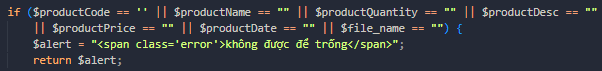 if ($productCode == '' || $productName == "" || $productQuantity == "" || $productDesc == ""
|| $productPrice == "" || $productDate == "" || $file_name == "") {
$alert = "<span class='error'>không được để trống</span>";
return $alert;